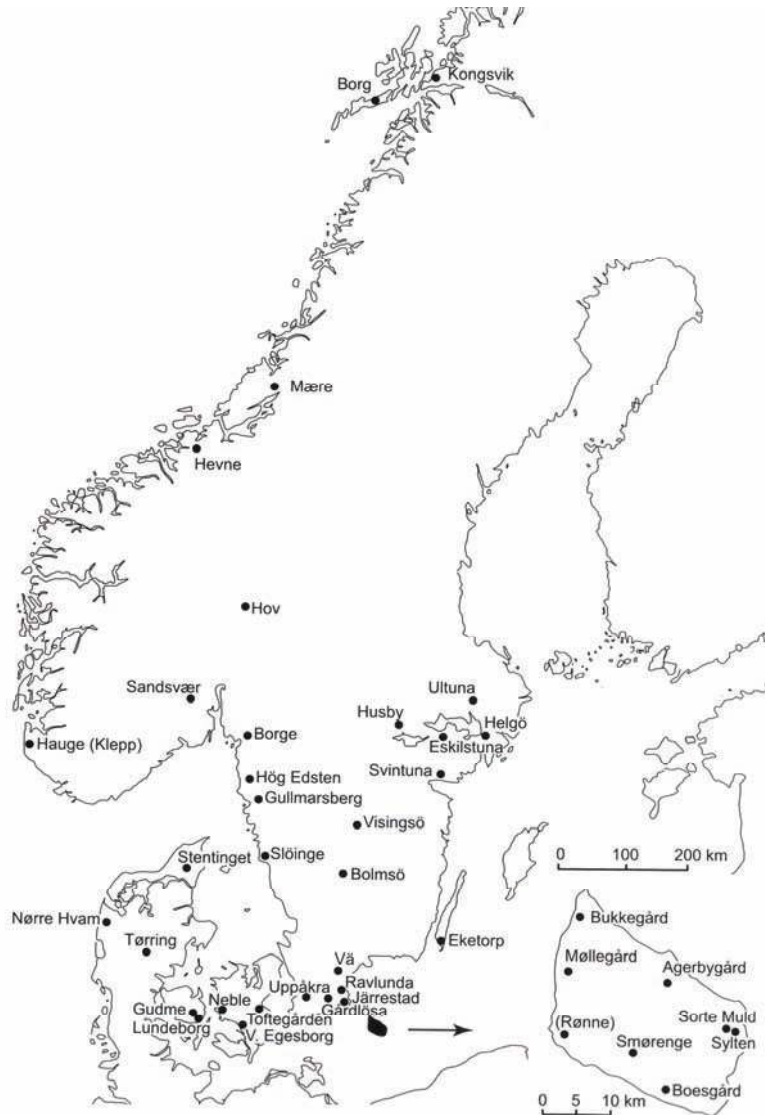 Kongsvik
Borg
Mære
Hevne
Hov
Sandsvær
Ultuna
Husby
Helgö
Hauge (Klepp)
Borge
Eskilstuna
Svintuna
Hög Edsten
Gullmarsberg
Visingsö
Slöinge
Stentinget
Bolmsö
0 100 200 km
Nørre Hvam
Bukkegård
Tørring
Eketorp
Vä
Møllegård
Agerbygård
Uppåkra
Ravlunda
Järrestad
Gårdlösa
Neble
Gudme
Lundeborg
Toftegården
V. Egesborg
Sorte Muld
(Rønne)
Sylten
Smørenge
Boesgård
0 5 10 km